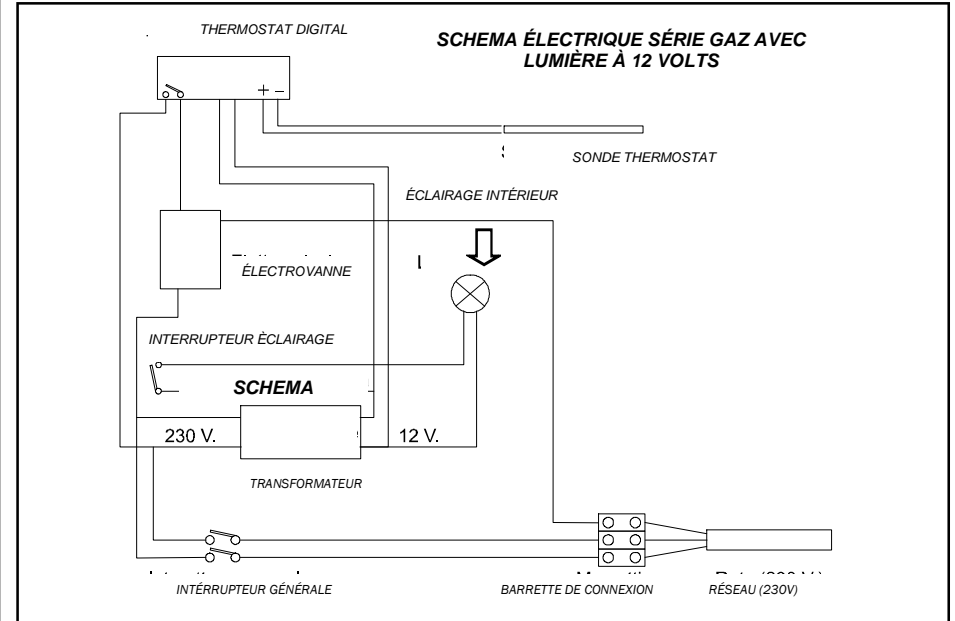 THERMOSTAT DIGITAL
SCHEMA ÉLECTRIQUE SÉRIE GAZ AVEC
LUMIÈRE À 12 VOLTS
+ –
SONDE THERMOSTAT
ÉCLAIRAGE INTÉRIEUR
ÉLECTROVANNE
INTERRUPTEUR ÈCLAIRAGE
SCHEMA
230 V.
12 V.
TRANSFORMATEUR
INTÉRRUPTEUR GÉNÉRALE
BARRETTE DE CONNEXION
RÉSEAU (230V)